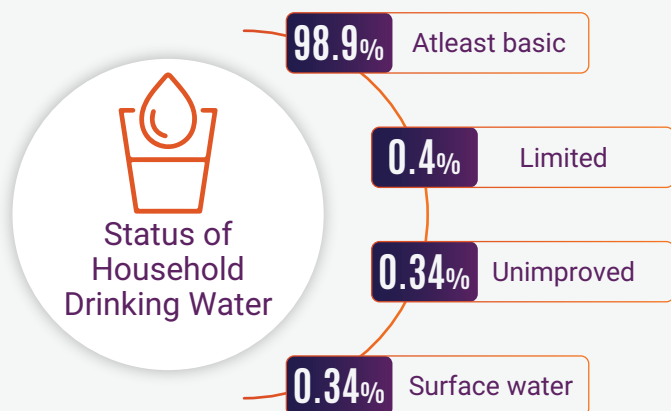 Status of
Household
Drinking Water
98.9% Atleast basic
0.4% Limited
0.34% Unimproved
0.34% Surface water